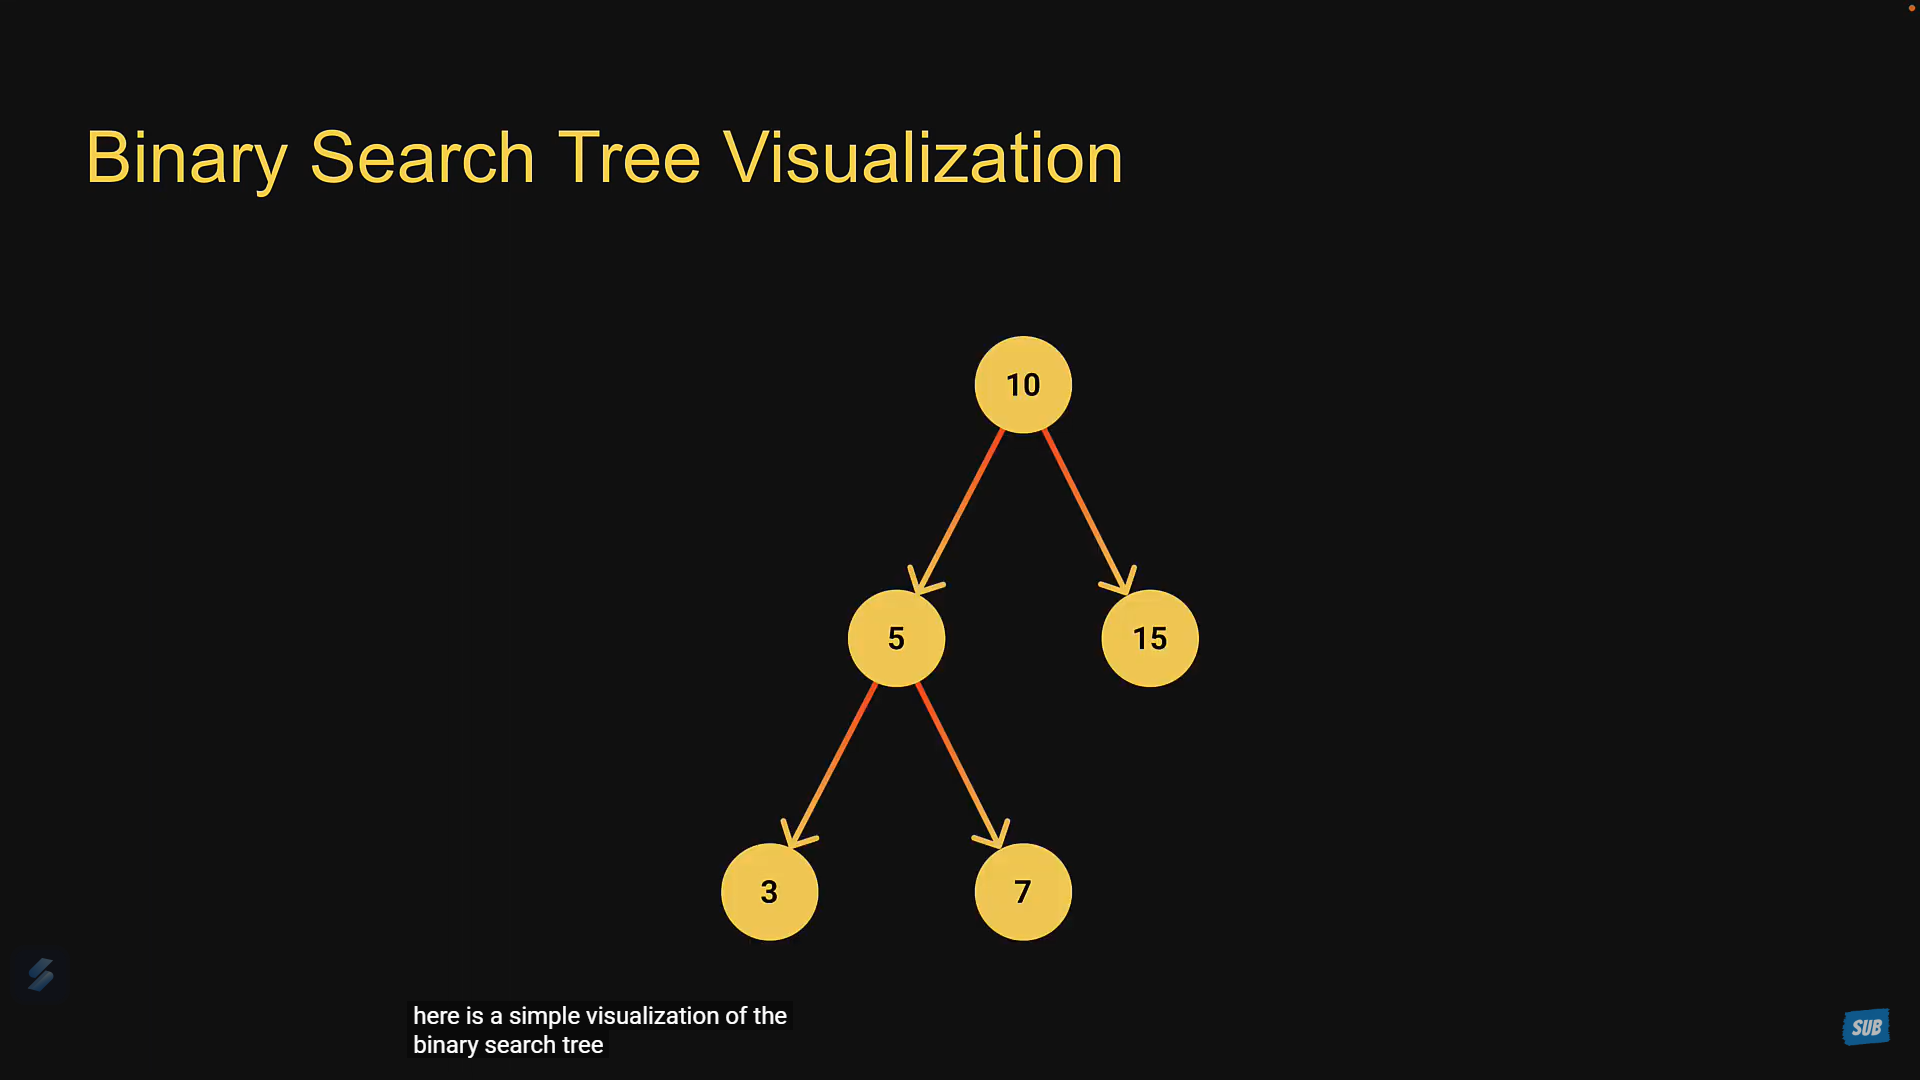 Binary Search Tree Visualization
10
5
15
3
7
here is a simple visualization of the
binary search tree
SUB